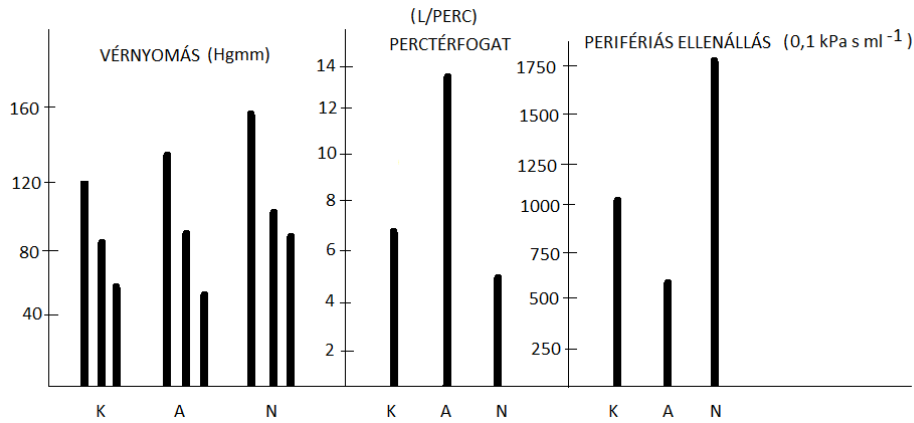 VÉRNYOMÁS (Hgmm)
160
120
80
40
K A N
(L/PERC)
PERCTÉRFOGAT
14
12
10
8
6
4
2
K A N
PERIFÉRIÁS ELLENÁLLÁS (0,1 kPa s ml -1)
1750
1500
1250
1000
750
500
250
K A N